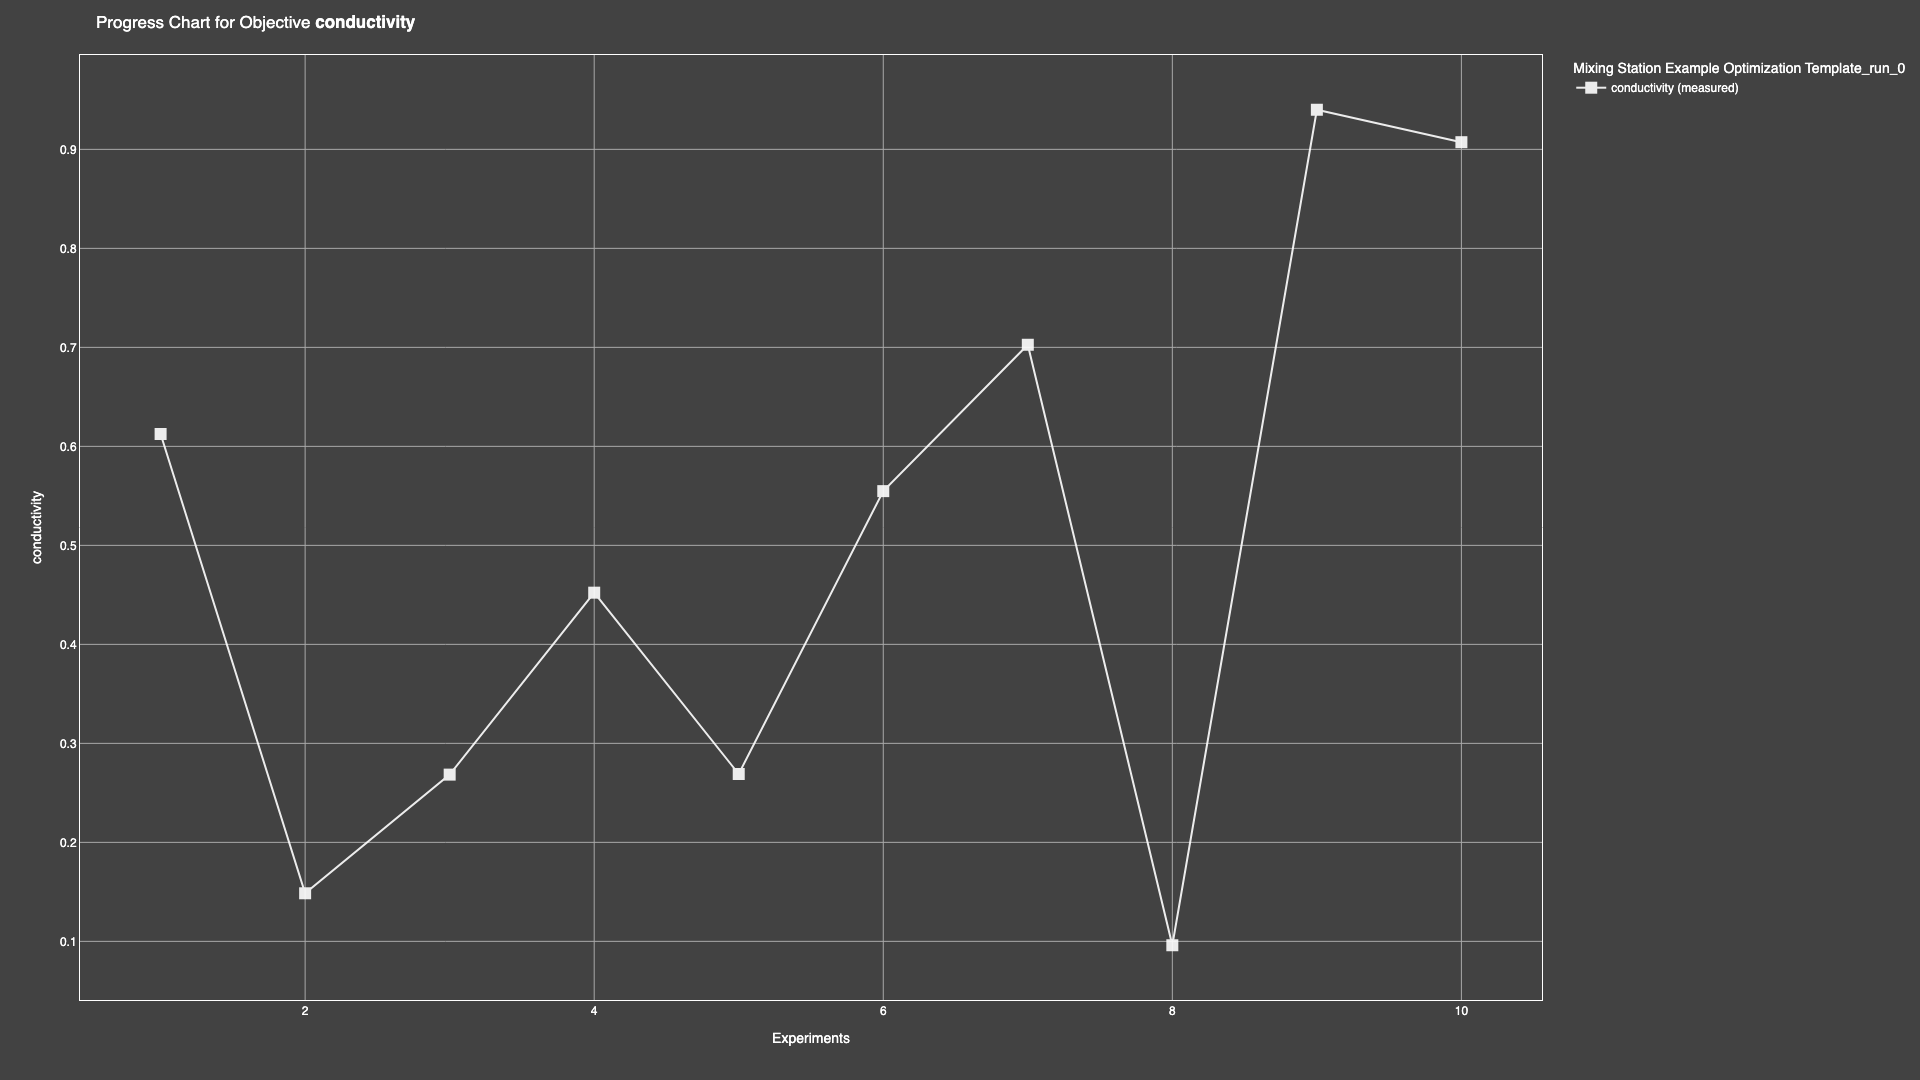 Progress Chart for Objective conductivity
Mixing Station Example Optimization Template_run_0
conductivity (measured)
0.9
0.8
0.7
0.6
0.5
0.4
0.3
0.2
0.1
conductivity
2
4
6
8
10
Experiments